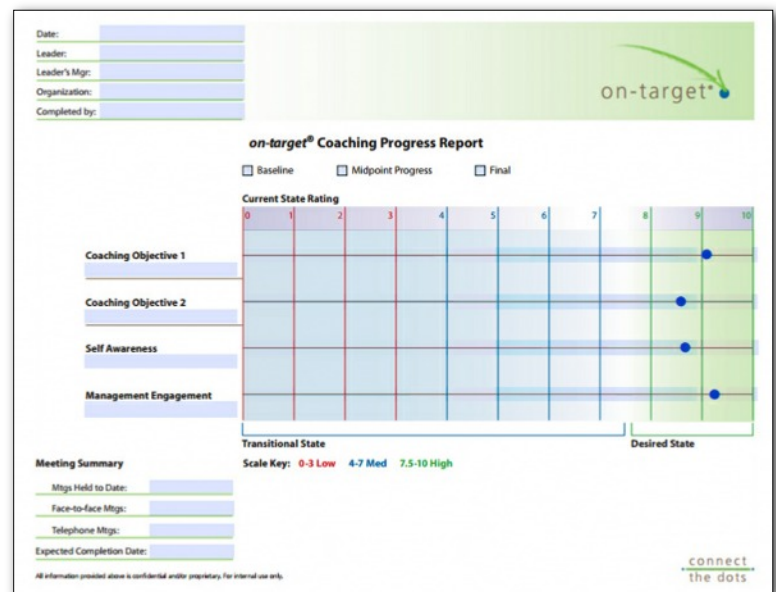 Date:
Leader:
Leader's Mgr:
Organization:
Completed by:
on-target®
on-target® Coaching Progress Report
Baseline Midpoint Progress Final
Current State Rating
0 1 2 3 4 5 6 7 8 9 10
Coaching Objective 1
Coaching Objective 2
Self Awareness
Management Engagement
Transitional State Desired State
Meeting Summary Scale Key: 0-3 Low 4-7 Med 7.5-10 High
Mtgs Held to Date:
Face-to-face Mtgs:
Telephone Mtgs:
Expected Completion Date:
connect
the dots
All information provided above is confidential and/or proprietary. For internal use only.